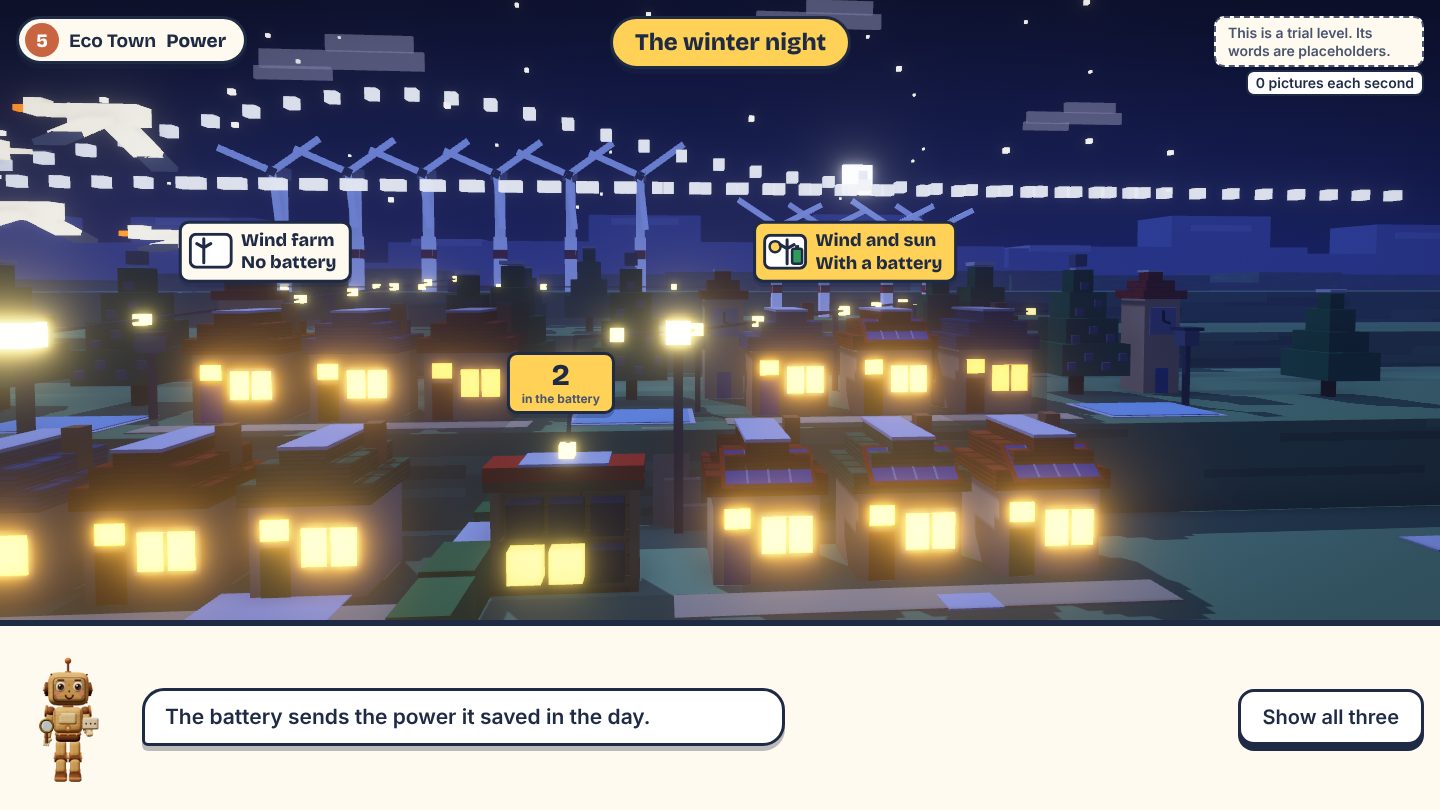 5 Eco Town Power
The winter night
This is a trial level. Its
words are placeholders.
0 pictures each second
Wind farm
No battery
Wind and sun
With a battery
2
in the battery
The battery sends the power it saved in the day.
Show all three